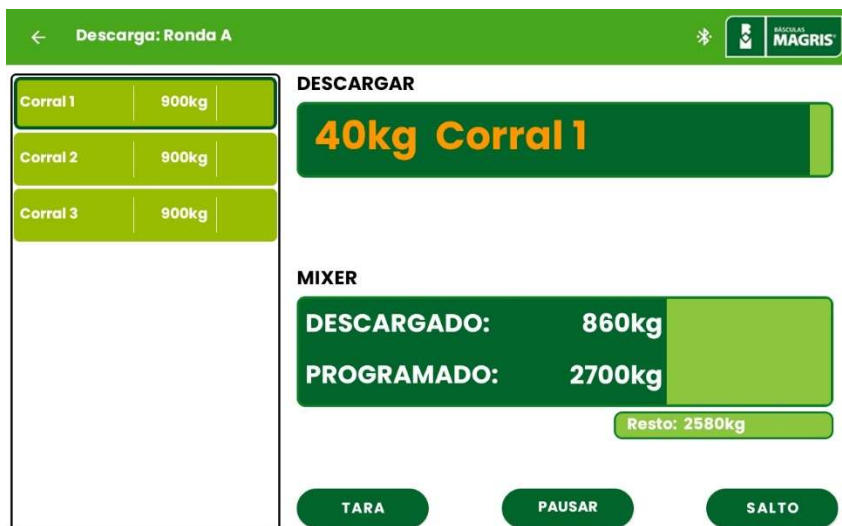 Descarga: Ronda A
BÁSCULAS
MAGRIS
Corral 1 900kg
Corral 2 900kg
Corral 3 900kg
DESCARGAR
40kg Corral 1
MIXER
DESCARGADO: 860kg
PROGRAMADO: 2700kg
Resto: 2580kg
TARA PAUSAR SALTO